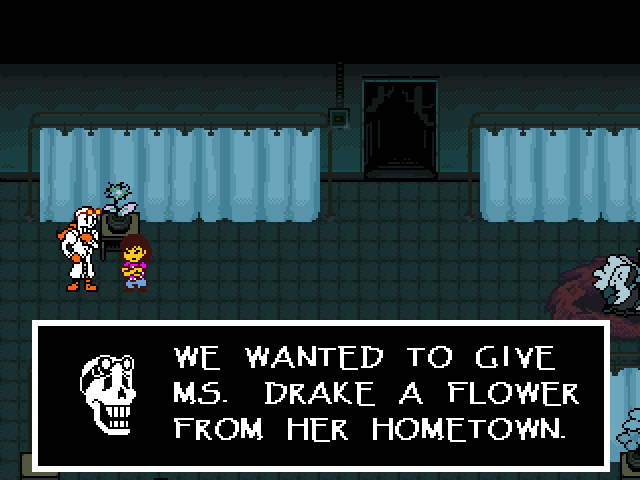 WE WANTED TO GIVE
MS. DRAKE A FLOWER
FROM HER HOMETOWN.